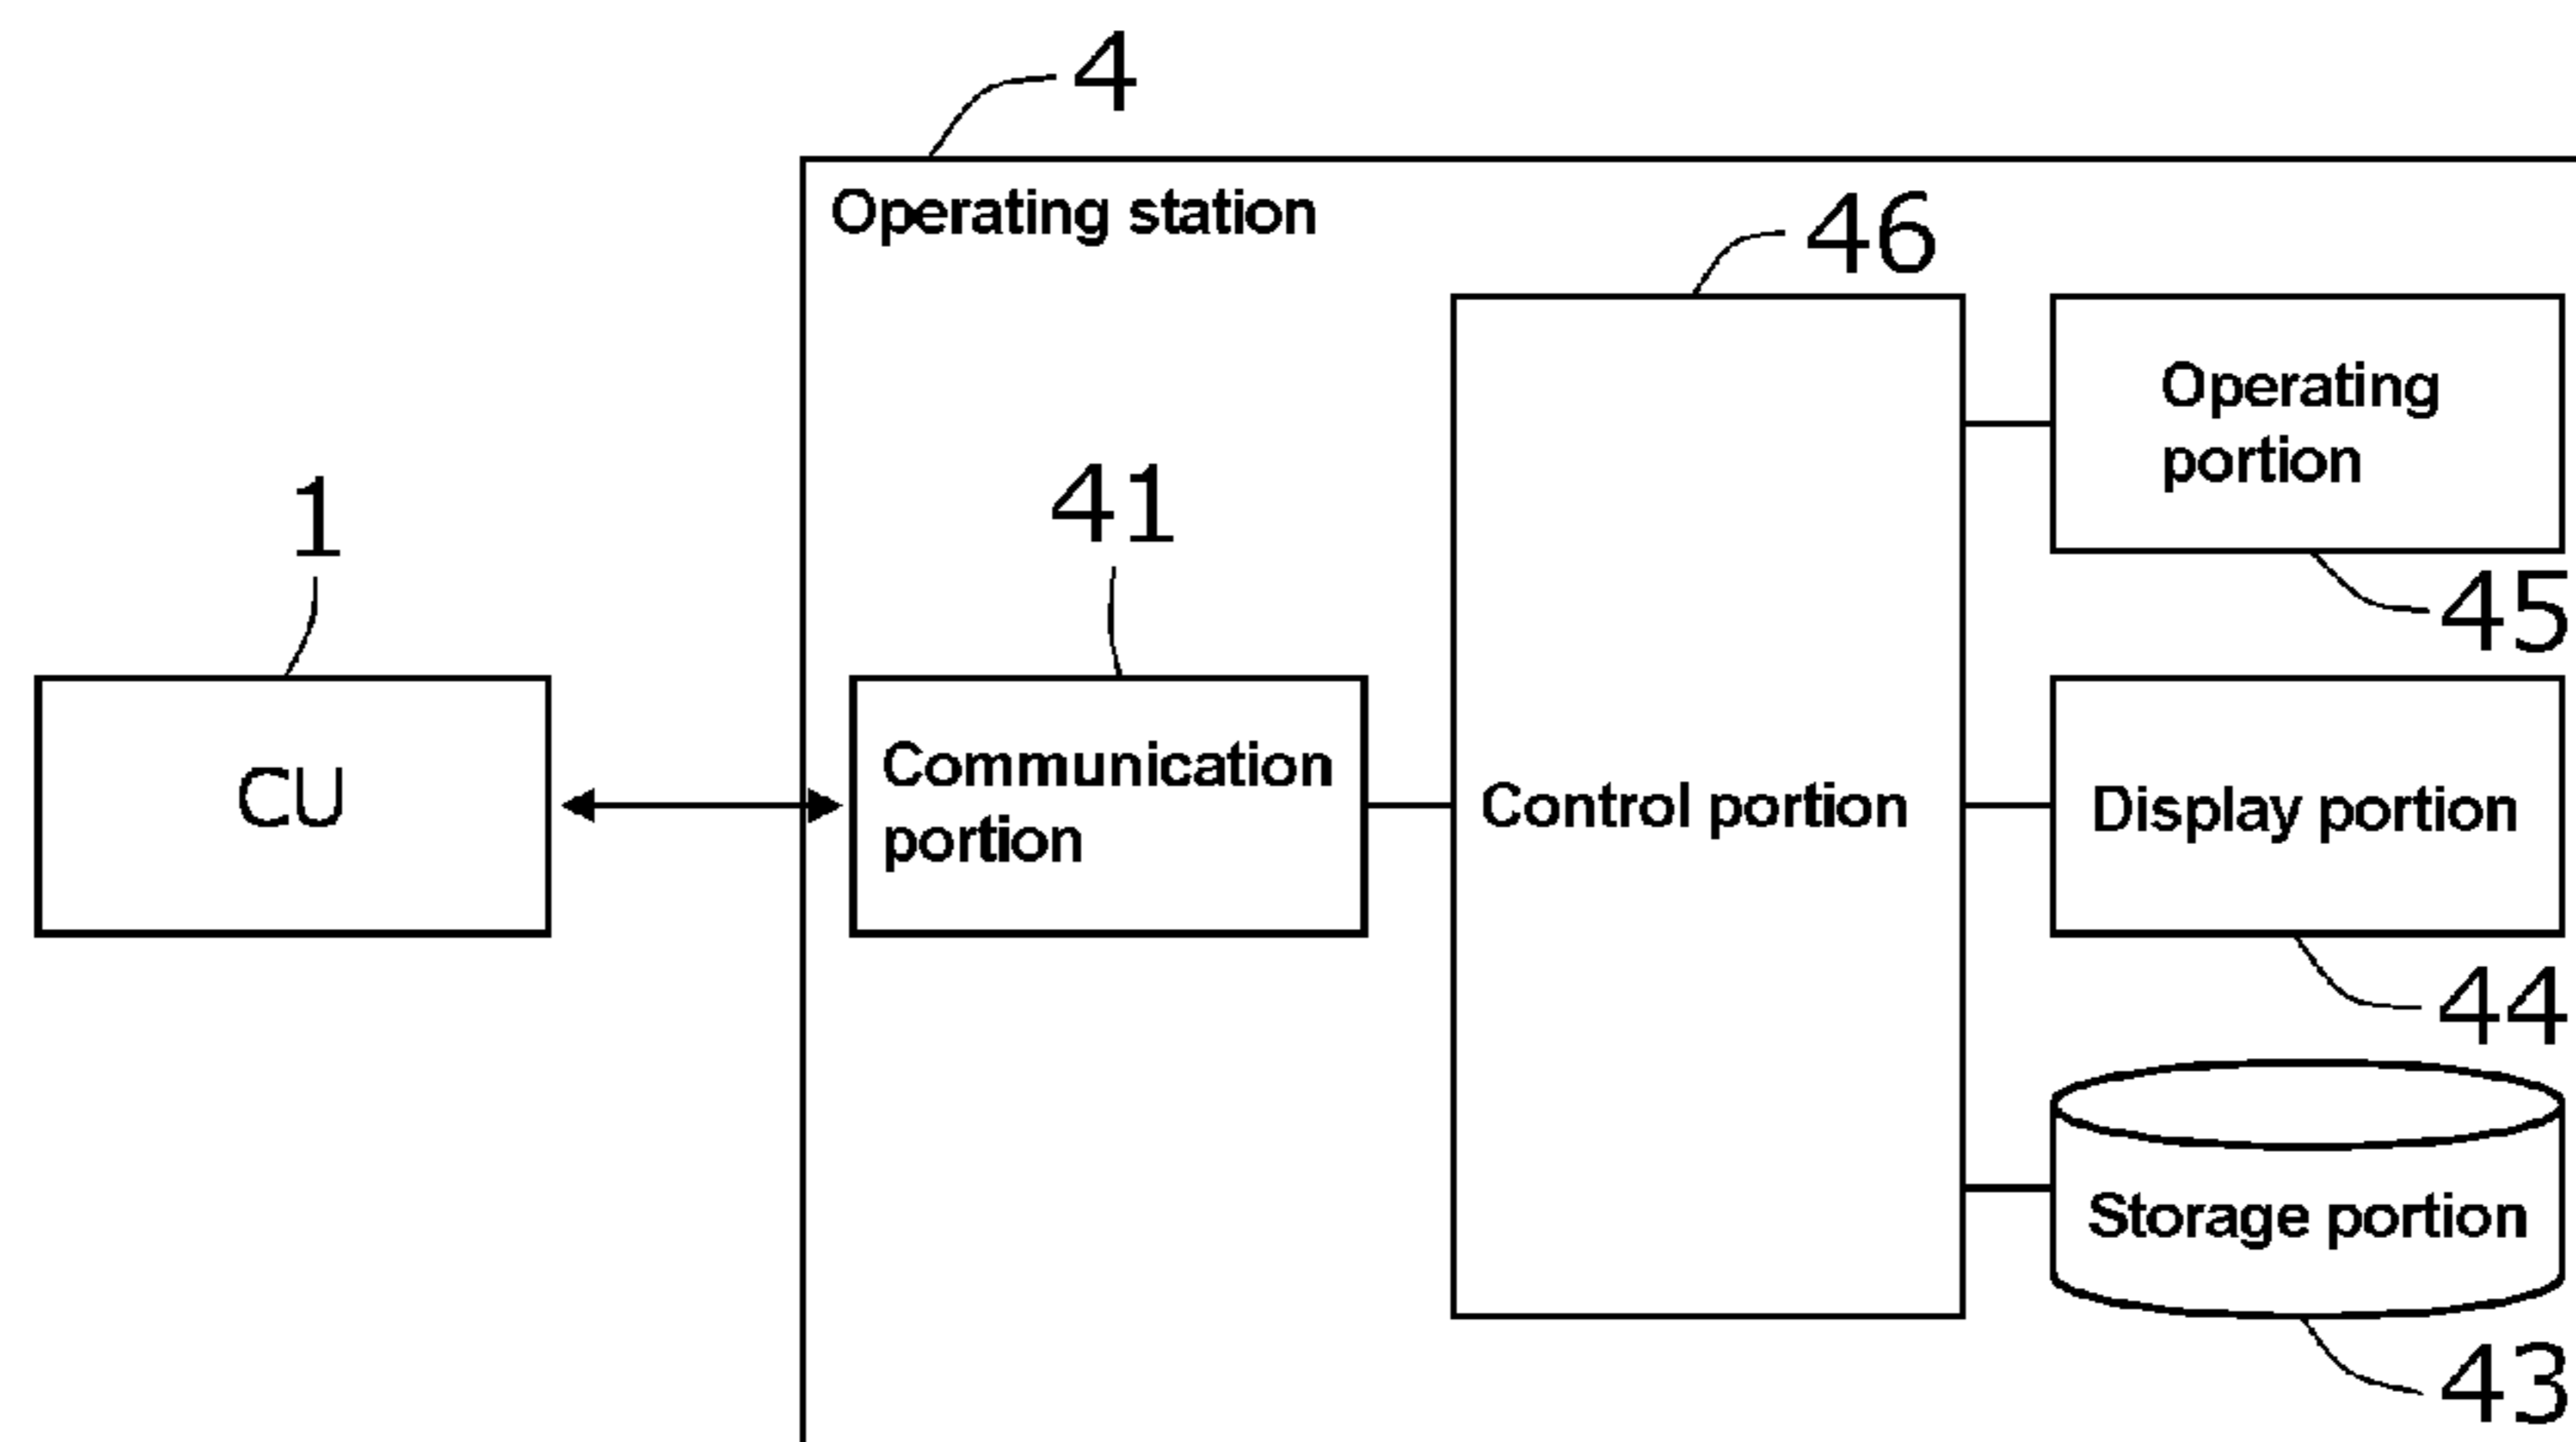 4
Operating station
46
Operating
portion
1
41
45
CU
Communication
portion
Control portion
Display portion
44
Storage portion
43